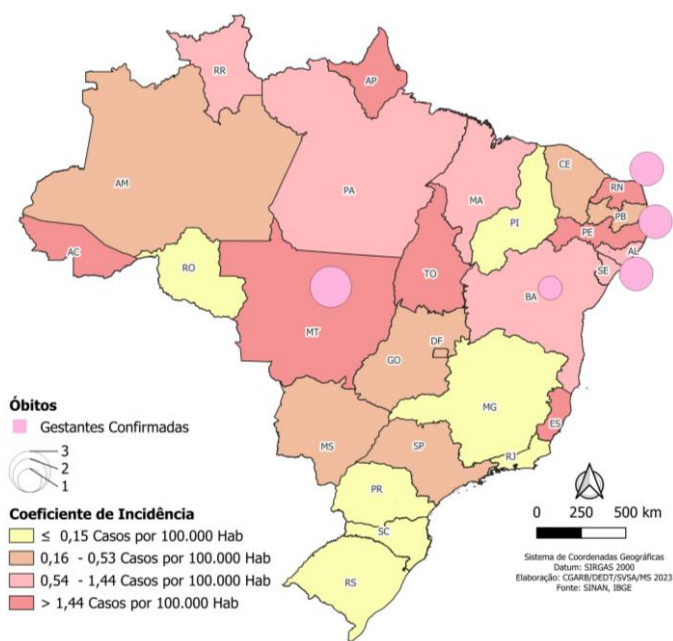 RR
AP
AM
PA
MA
CE
RN
PB
PE
AL
SE
PI
AC
RO
MT
TO
BA
GO
DF
MG
ES
MS
SP
RJ
PR
SC
RS
Óbitos
Gestantes Confirmadas
3
2
1
Coeficiente de Incidência
≤ 0,15 Casos por 100.000 Hab
0,16 - 0,53 Casos por 100.000 Hab
0,54 - 1,44 Casos por 100.000 Hab
> 1,44 Casos por 100.000 Hab
0 250 500 km
Sistema de Coordenadas Geográficas
Datum: SIRGAS 2000
Elaboração: CGARB/DEDT/SVSA/MS 2023
Fonte: SINAN, IBGE